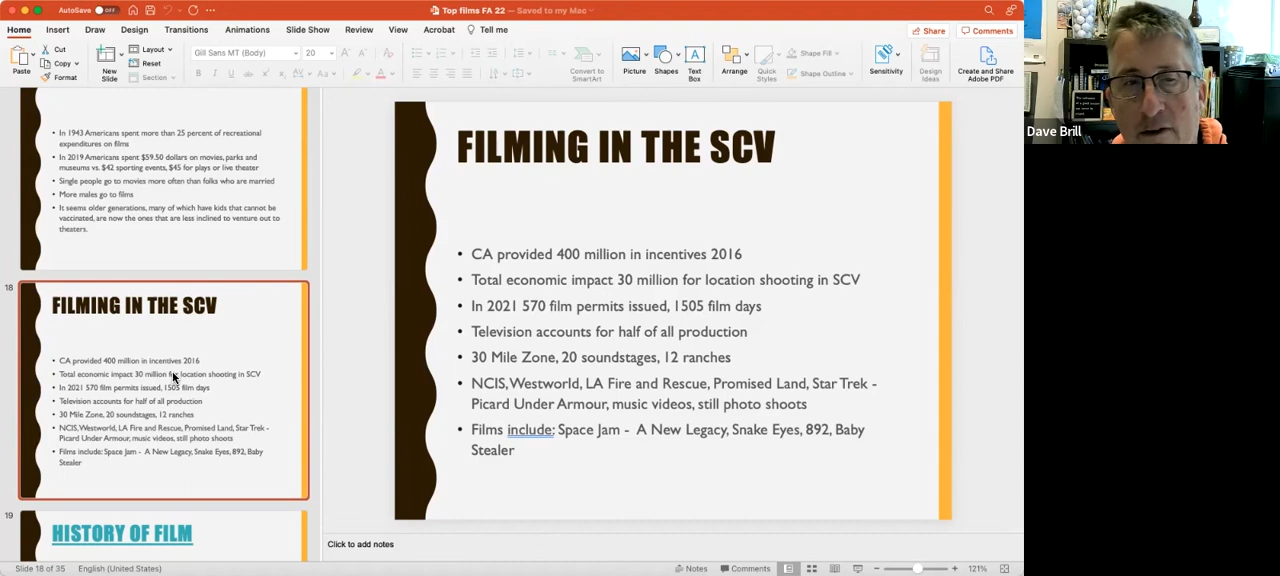 AutoSave OFF
Top films FA 22 — Saved to my Mac
Home Insert Draw Design Transitions Animations Slide Show Review View Acrobat Tell me
Share Comments
Paste
Cut
Copy
Format
New
Slide
Layout
Reset
Section
Gill Sans MT (Body) 20
Convert to
SmartArt
Picture
Shapes
Text
Box
Arrange
Quick
Styles
Shape Fill
Shape Outline
Sensitivity
Design
Ideas
Create and Share
Adobe PDF
• In 1943 Americans spent more than 25 percent of recreational
expenditures on films
• In 2019 Americans spent $59.50 dollars on movies, parks and
museums vs. $42 sporting events, $45 for plays or live theater
• Single people go to movies more often than folks who are married
• More males go to films
• It seems older generations, many of which have kids that cannot be
vaccinated, are now the ones that are less inclined to venture out to
theaters.
18
FILMING IN THE SCV
• CA provided 400 million in incentives 2016
• Total economic impact 30 million for location shooting in SCV
• In 2021 570 film permits issued, 1505 film days
• Television accounts for half of all production
• 30 Mile Zone, 20 soundstages, 12 ranches
• NCIS, Westworld, LA Fire and Rescue, Promised Land, Star Trek -
Picard Under Armour, music videos, still photo shoots
• Films include: Space Jam - A New Legacy, Snake Eyes, 892, Baby
Stealer
19
HISTORY OF FILM
FILMING IN THE SCV
• CA provided 400 million in incentives 2016
• Total economic impact 30 million for location shooting in SCV
• In 2021 570 film permits issued, 1505 film days
• Television accounts for half of all production
• 30 Mile Zone, 20 soundstages, 12 ranches
• NCIS, Westworld, LA Fire and Rescue, Promised Land, Star Trek -
Picard Under Armour, music videos, still photo shoots
• Films include: Space Jam - A New Legacy, Snake Eyes, 892, Baby
Stealer
Click to add notes
Slide 18 of 35 English (United States)
Notes Comments 121%
Dave Brill